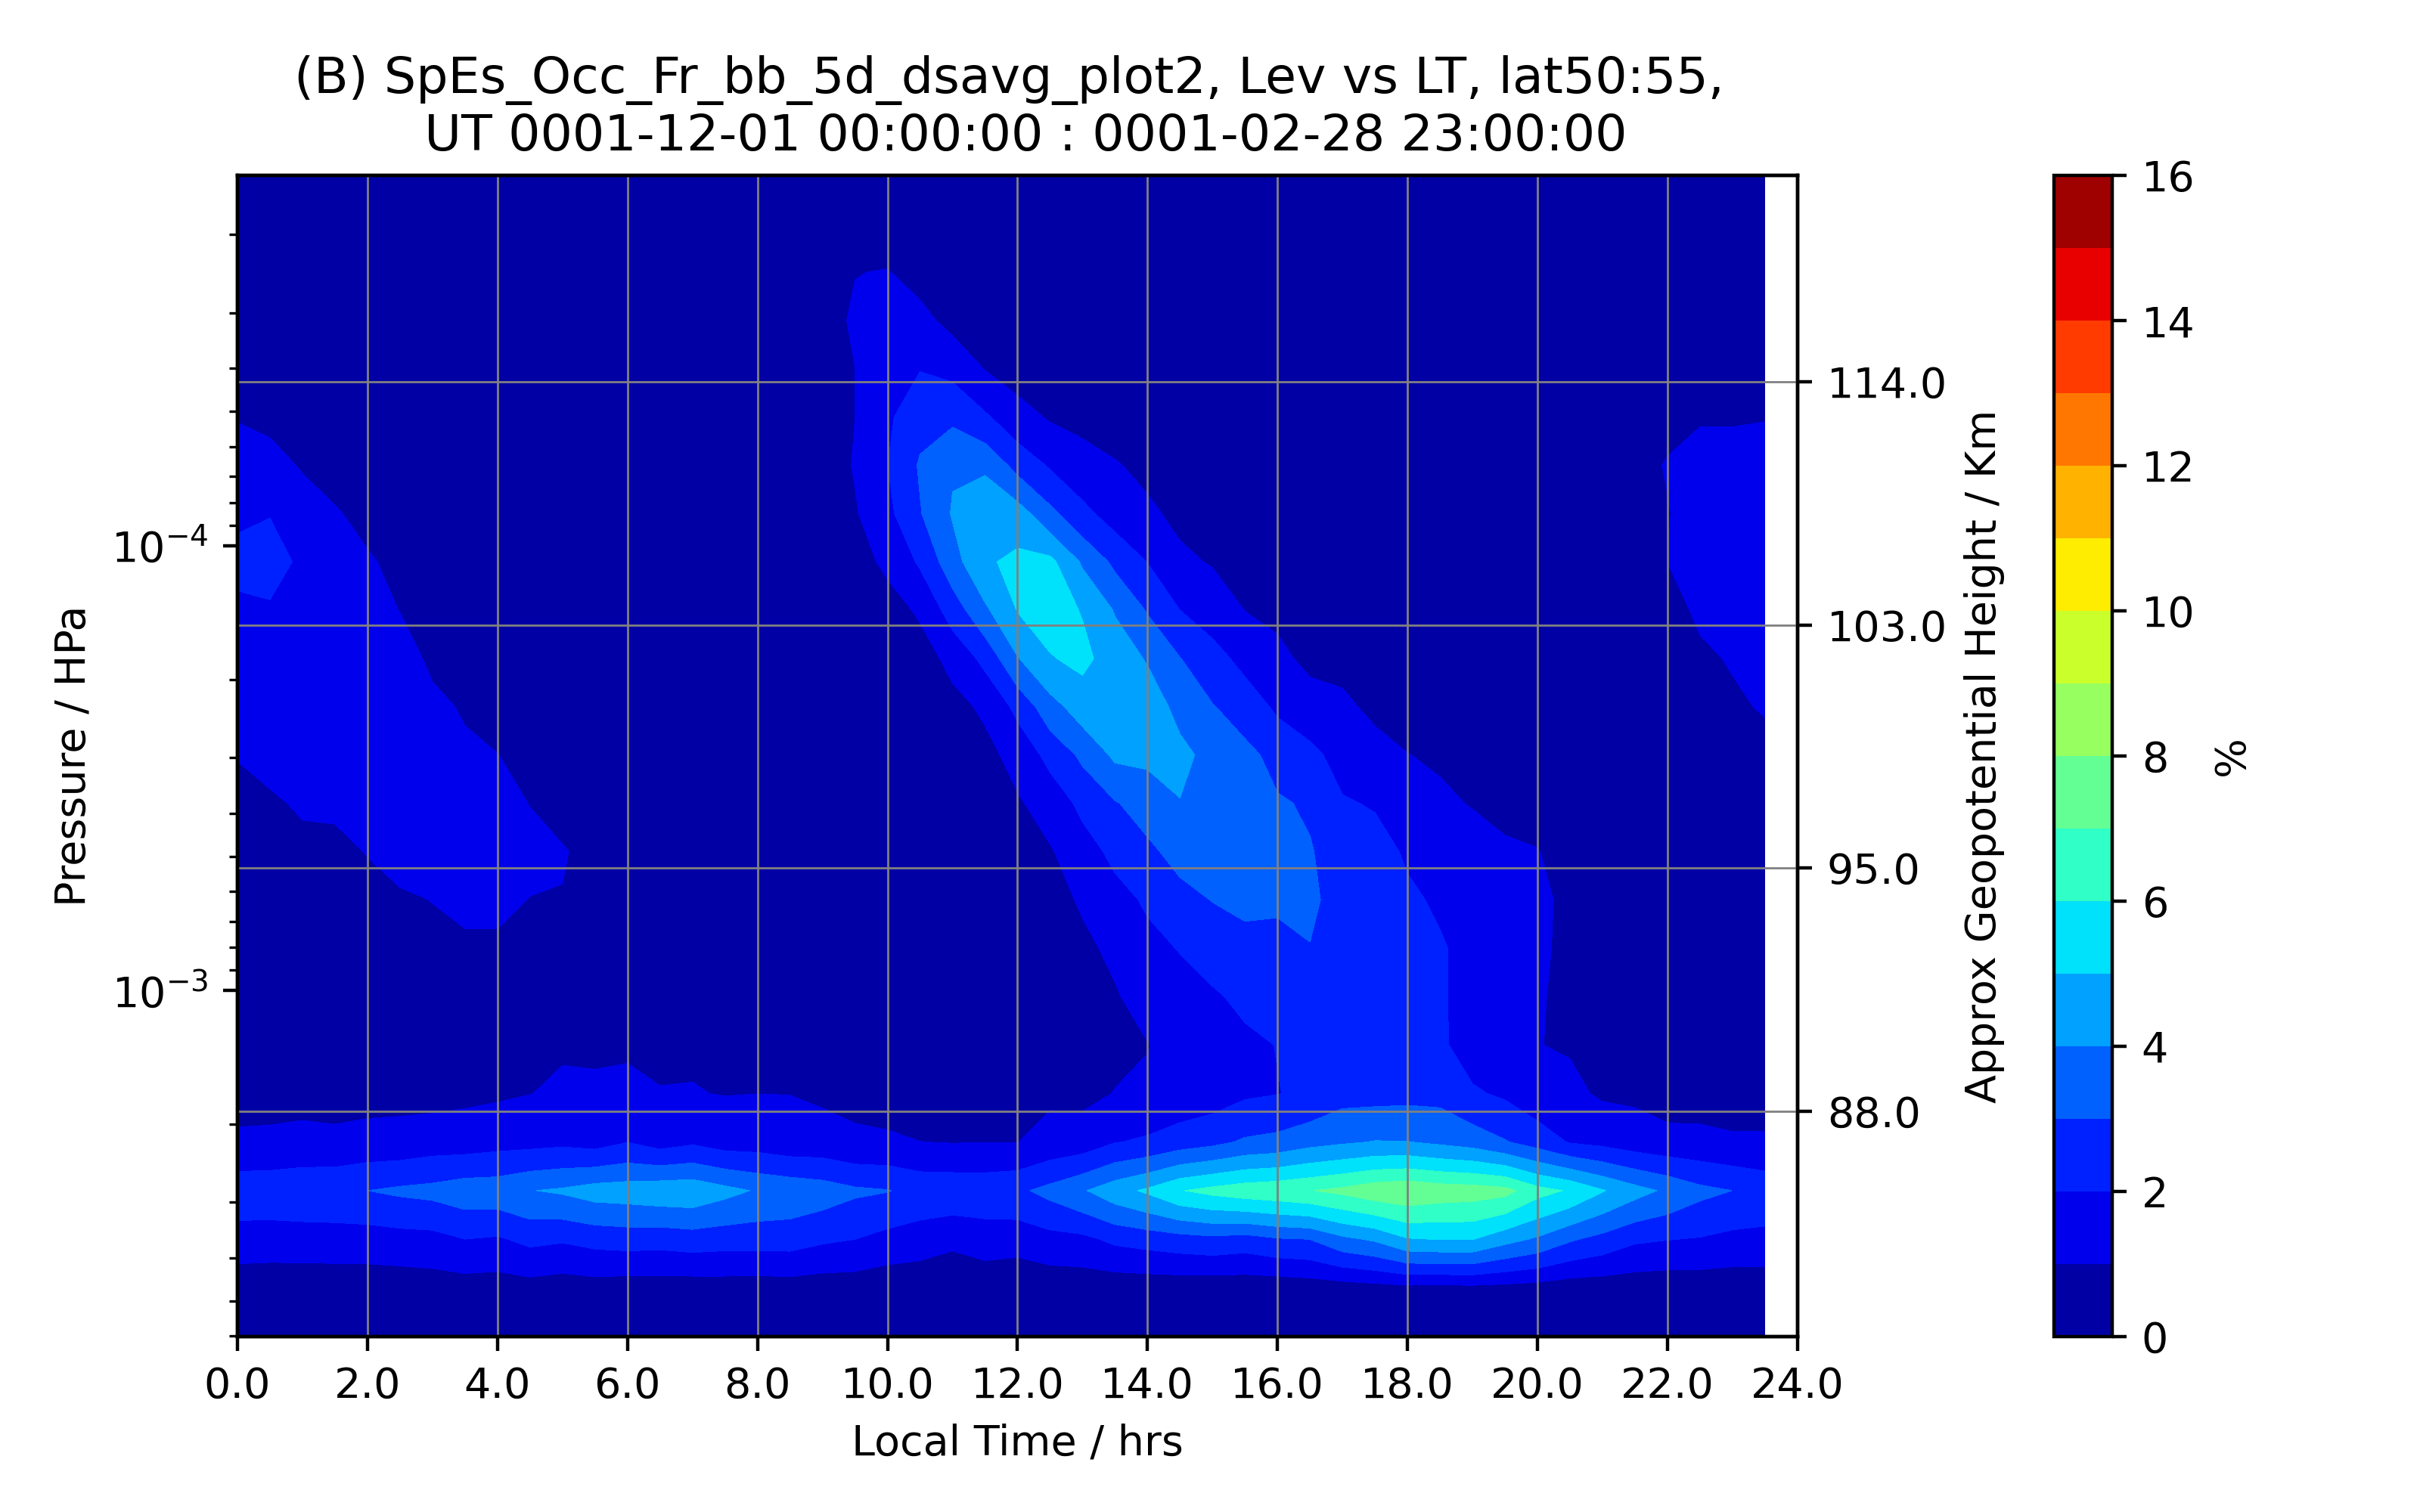 (B) SpEs_Occ_Fr_bb_5d_dsavg_plot2, Lev vs LT, lat50:55,
UT 0001-12-01 00:00:00 : 0001-02-28 23:00:00
Pressure / HPa
10⁻⁴
10⁻³
0.0 2.0 4.0 6.0 8.0 10.0 12.0 14.0 16.0 18.0 20.0 22.0 24.0
Local Time / hrs
114.0
103.0
95.0
88.0
Approx Geopotential Height / Km
16
14
12
10
8
6
4
2
0
%